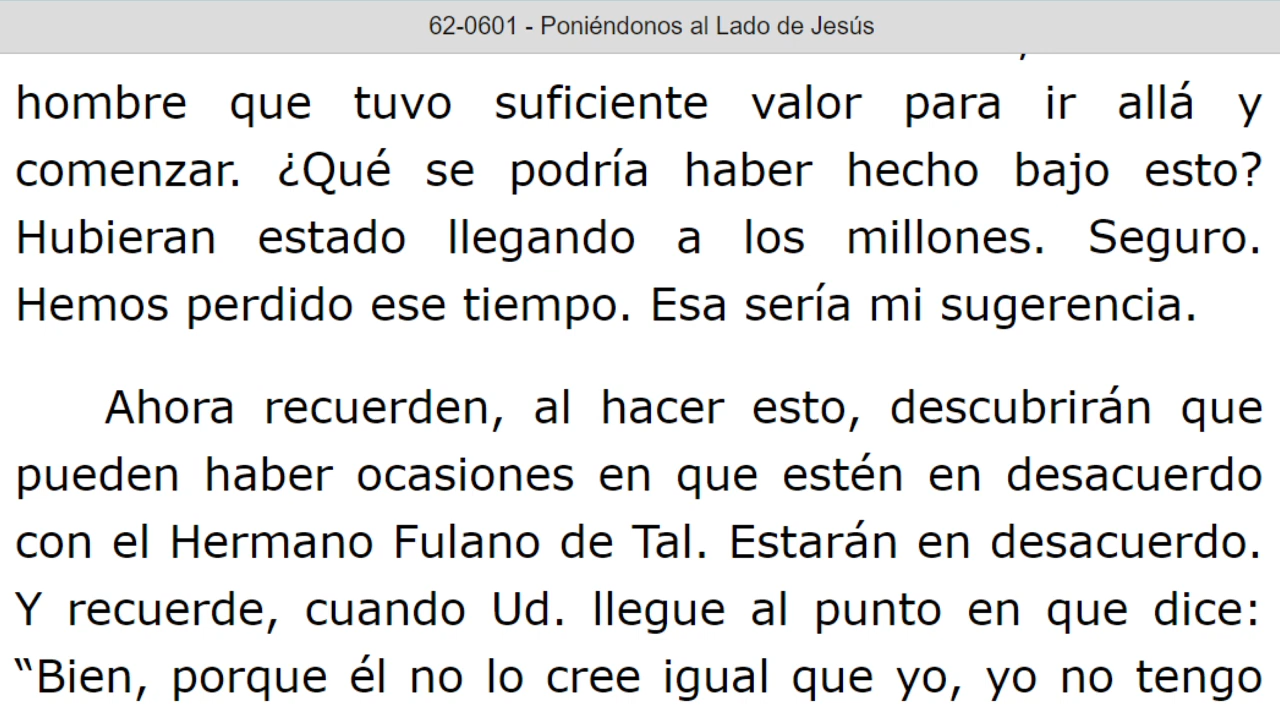 62-0601 - Poniéndonos al Lado de Jesús
hombre que tuvo suficiente valor para ir allá y
comenzar. ¿Qué se podría haber hecho bajo esto?
Hubieran estado llegando a los millones. Seguro.
Hemos perdido ese tiempo. Esa sería mi sugerencia.
Ahora recuerden, al hacer esto, descubrirán que
pueden haber ocasiones en que estén en desacuerdo
con el Hermano Fulano de Tal. Estarán en desacuerdo.
Y recuerde, cuando Ud. llegue al punto en que dice:
“Bien, porque él no lo cree igual que yo, yo no tengo